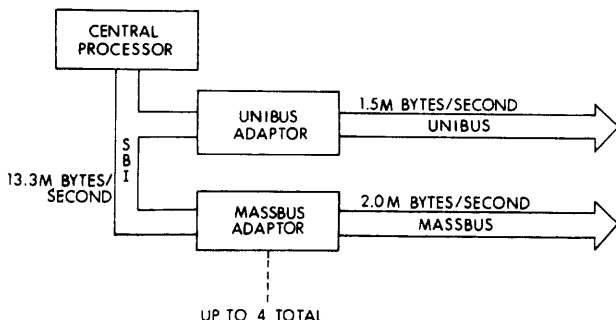 CENTRAL
PROCESSOR
SBI
13.3M BYTES/
SECOND
UNIBUS
ADAPTOR
1.5M BYTES/SECOND
UNIBUS
MASSBUS
ADAPTOR
2.0M BYTES/SECOND
MASSBUS
UP TO 4 TOTAL